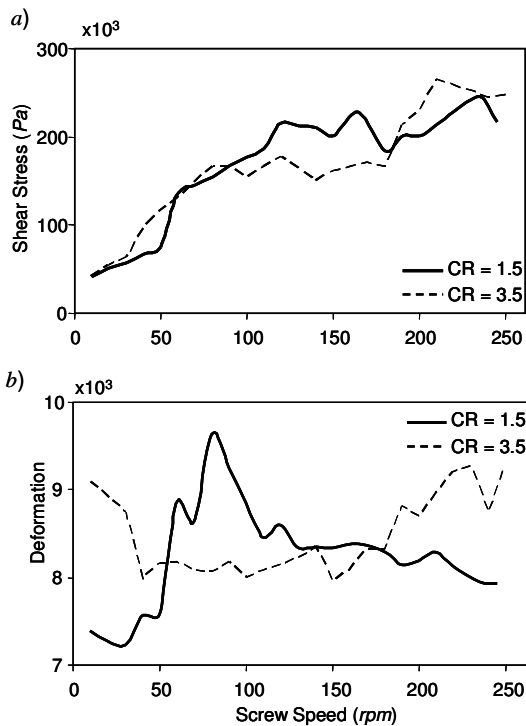 a)
x10³
300
200
100
0
Shear Stress (Pa)
CR = 1.5
CR = 3.5
0 50 100 150 200 250
b)
x10³
10
9
8
7
Deformation
CR = 1.5
CR = 3.5
0 50 100 150 200 250
Screw Speed (rpm)